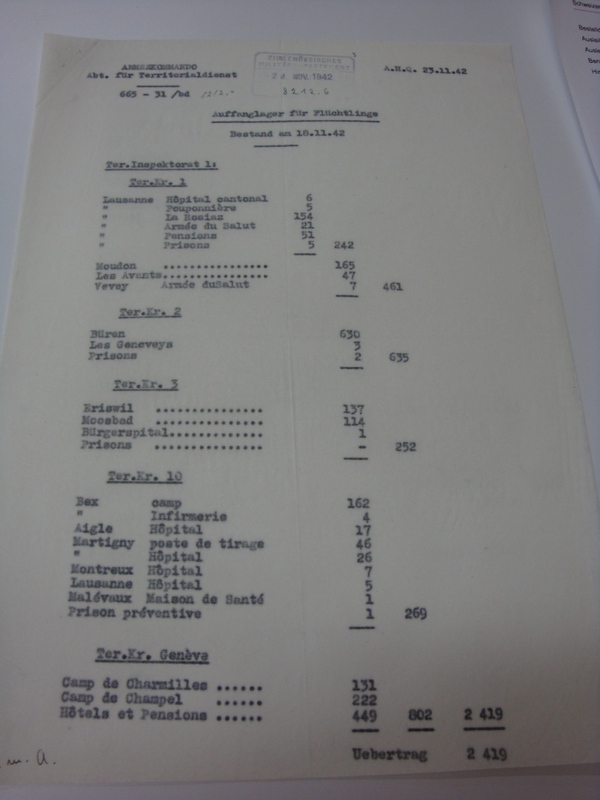 Schweizer
ARMEEKOMMANDO
Abt. für Territorialdienst
24. NOV. 1942
A.H.Q. 23.11.42
665 - 31 /bd
8212.6
Auffanglager für Flüchtlinge
Bestand am 18.11.42
Ter.Inspektorat 1:
Ter.Kr. 1
Lausanne Hôpital cantonal 6
" Pouponnière 5
" La Rosiaz 154
" Armée du Salut 21
" Pensions 51
" Prisons 5 242
Moudon ................ 165
Les Avants............... 47
Vevey Armée duSalut 7 461
Ter.Kr. 2
Büren 630
Les Geneveys 3
Prisons 2 635
Ter.Kr. 3
Eriswil ............... 137
Moosbad ............... 114
Bürgerspital............. 1
Prisons ............... - 252
Ter.Kr. 10
Bex camp 162
" Infirmerie 4
Aigle Hôpital 17
Martigny poste de tirage 46
" Hôpital 26
Montreux Hôpital 7
Lausanne Hôpital 5
Malévaux Maison de Santé 1
Prison préventive 1 269
Ter.Kr. Genève
Camp de Charmilles ...... 131
Camp de Champel ...... 222
Hôtels et Pensions ...... 449 802 2 419
Uebertrag 2 419